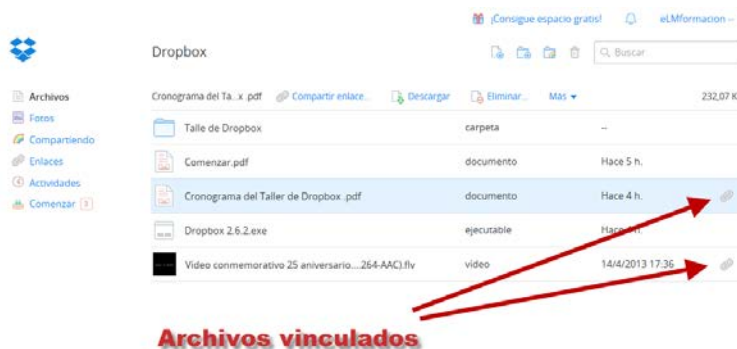 ¡Consigue espacio gratis! eLMformacion
Dropbox
Buscar
Archivos
Fotos
Compartiendo
Enlaces
Actividades
Comenzar 3
Cronograma del Ta...x .pdf Compartir enlace... Descargar Eliminar... Más 232,07 K
Talle de Dropbox carpeta --
Comenzar.pdf documento Hace 5 h.
Cronograma del Taller de Dropbox .pdf documento Hace 4 h.
Dropbox 2.6.2.exe ejecutable Hace h.
Video conmemorativo 25 aniversario....264-AAC).flv video 14/4/2013 17:36
Archivos vinculados